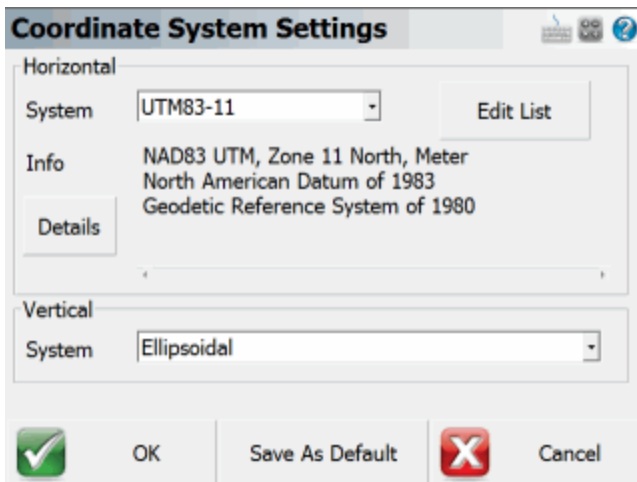 Coordinate System Settings
Horizontal
System UTM83-11 Edit List
Info NAD83 UTM, Zone 11 North, Meter
North American Datum of 1983
Geodetic Reference System of 1980
Details
Vertical
System Ellipsoidal
OK Save As Default Cancel